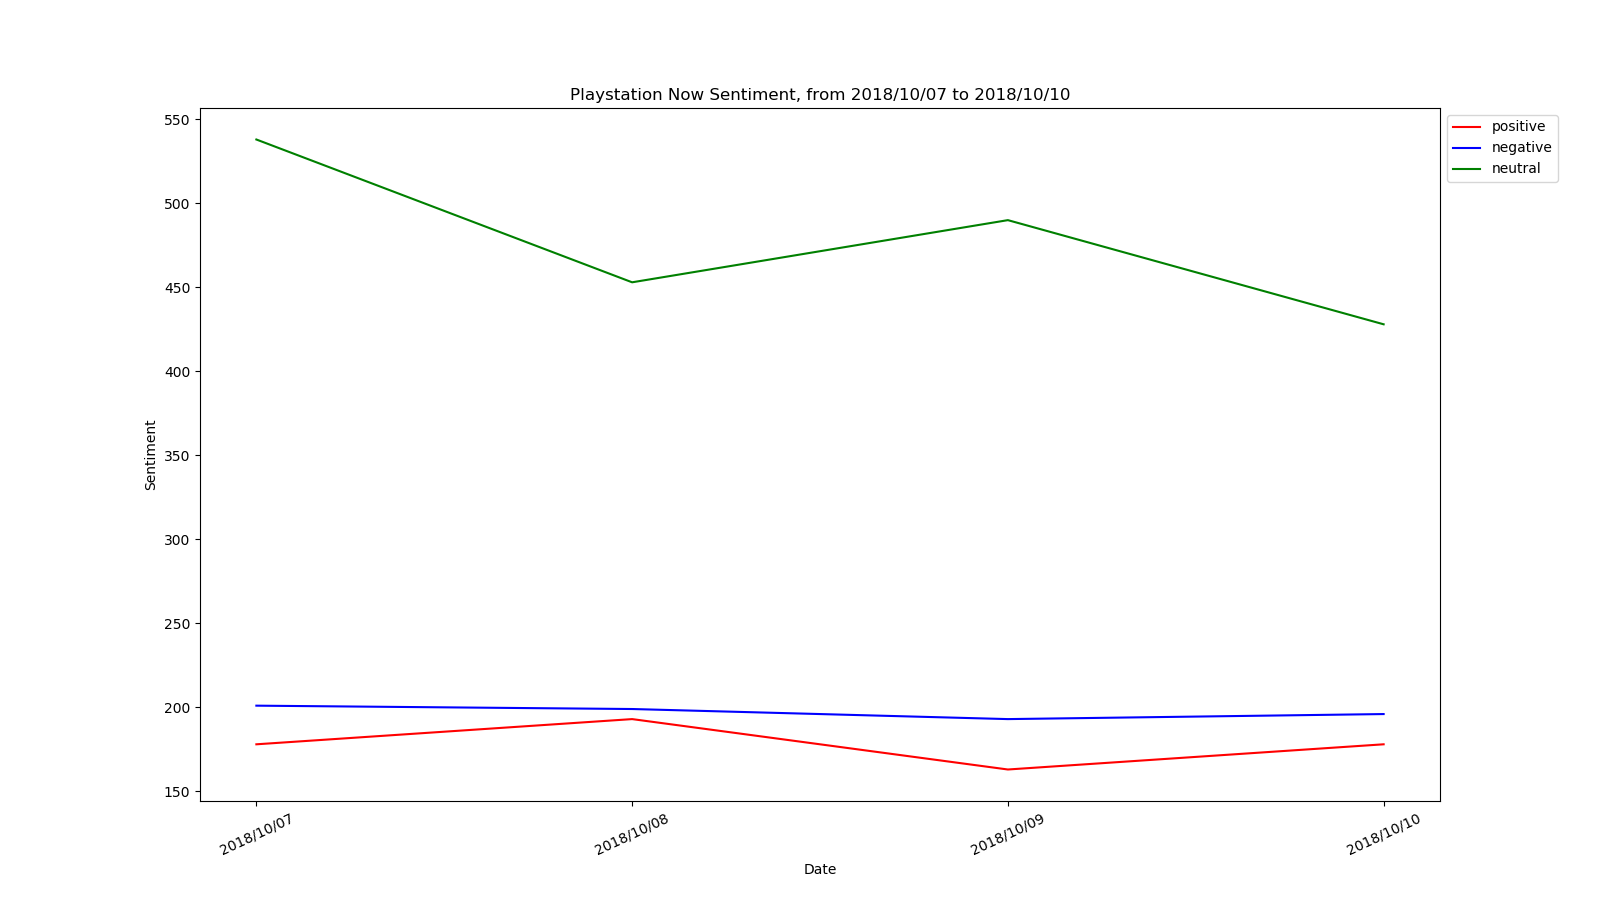 Playstation Now Sentiment, from 2018/10/07 to 2018/10/10
positive
negative
neutral
550
500
450
400
350
300
250
200
150
Sentiment
2018/10/07
2018/10/08
2018/10/09
2018/10/10
Date